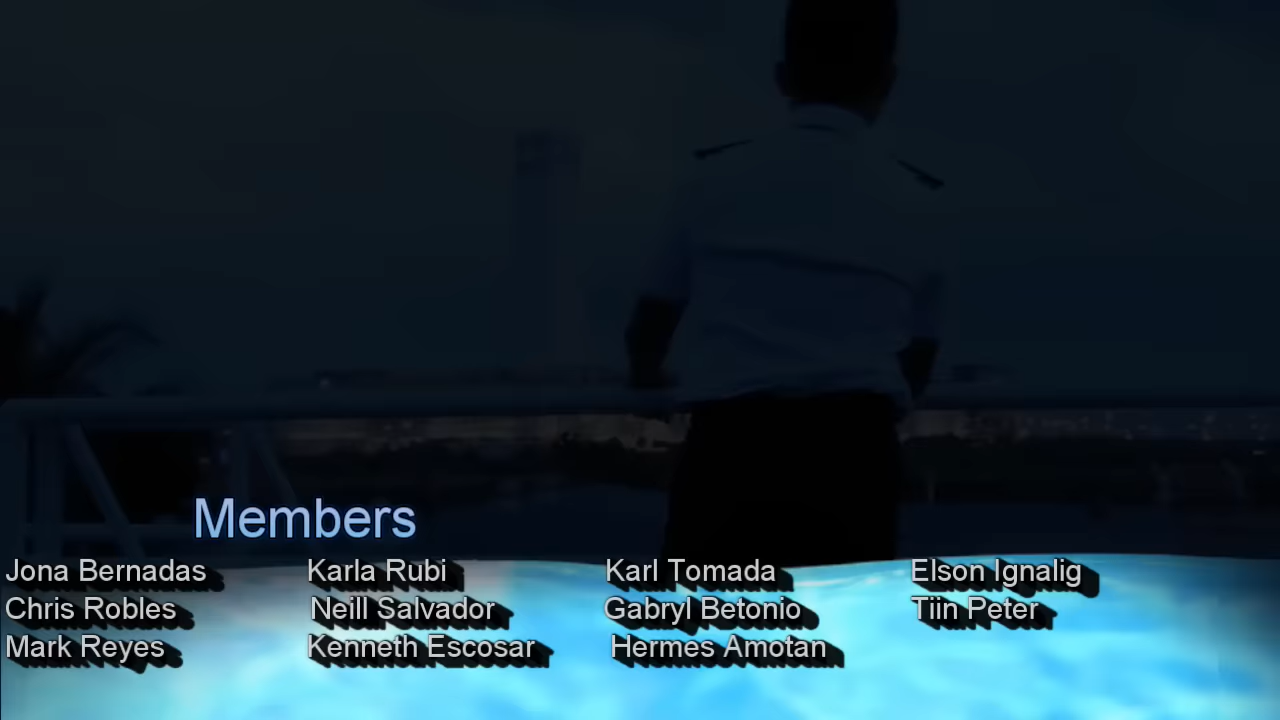 Members
Jona Bernadas Karla Rubi Karl Tomada Elson Ignalig
Chris Robles Neill Salvador Gabryl Betonio Tiin Peter
Mark Reyes Kenneth Escosar Hermes Amotan